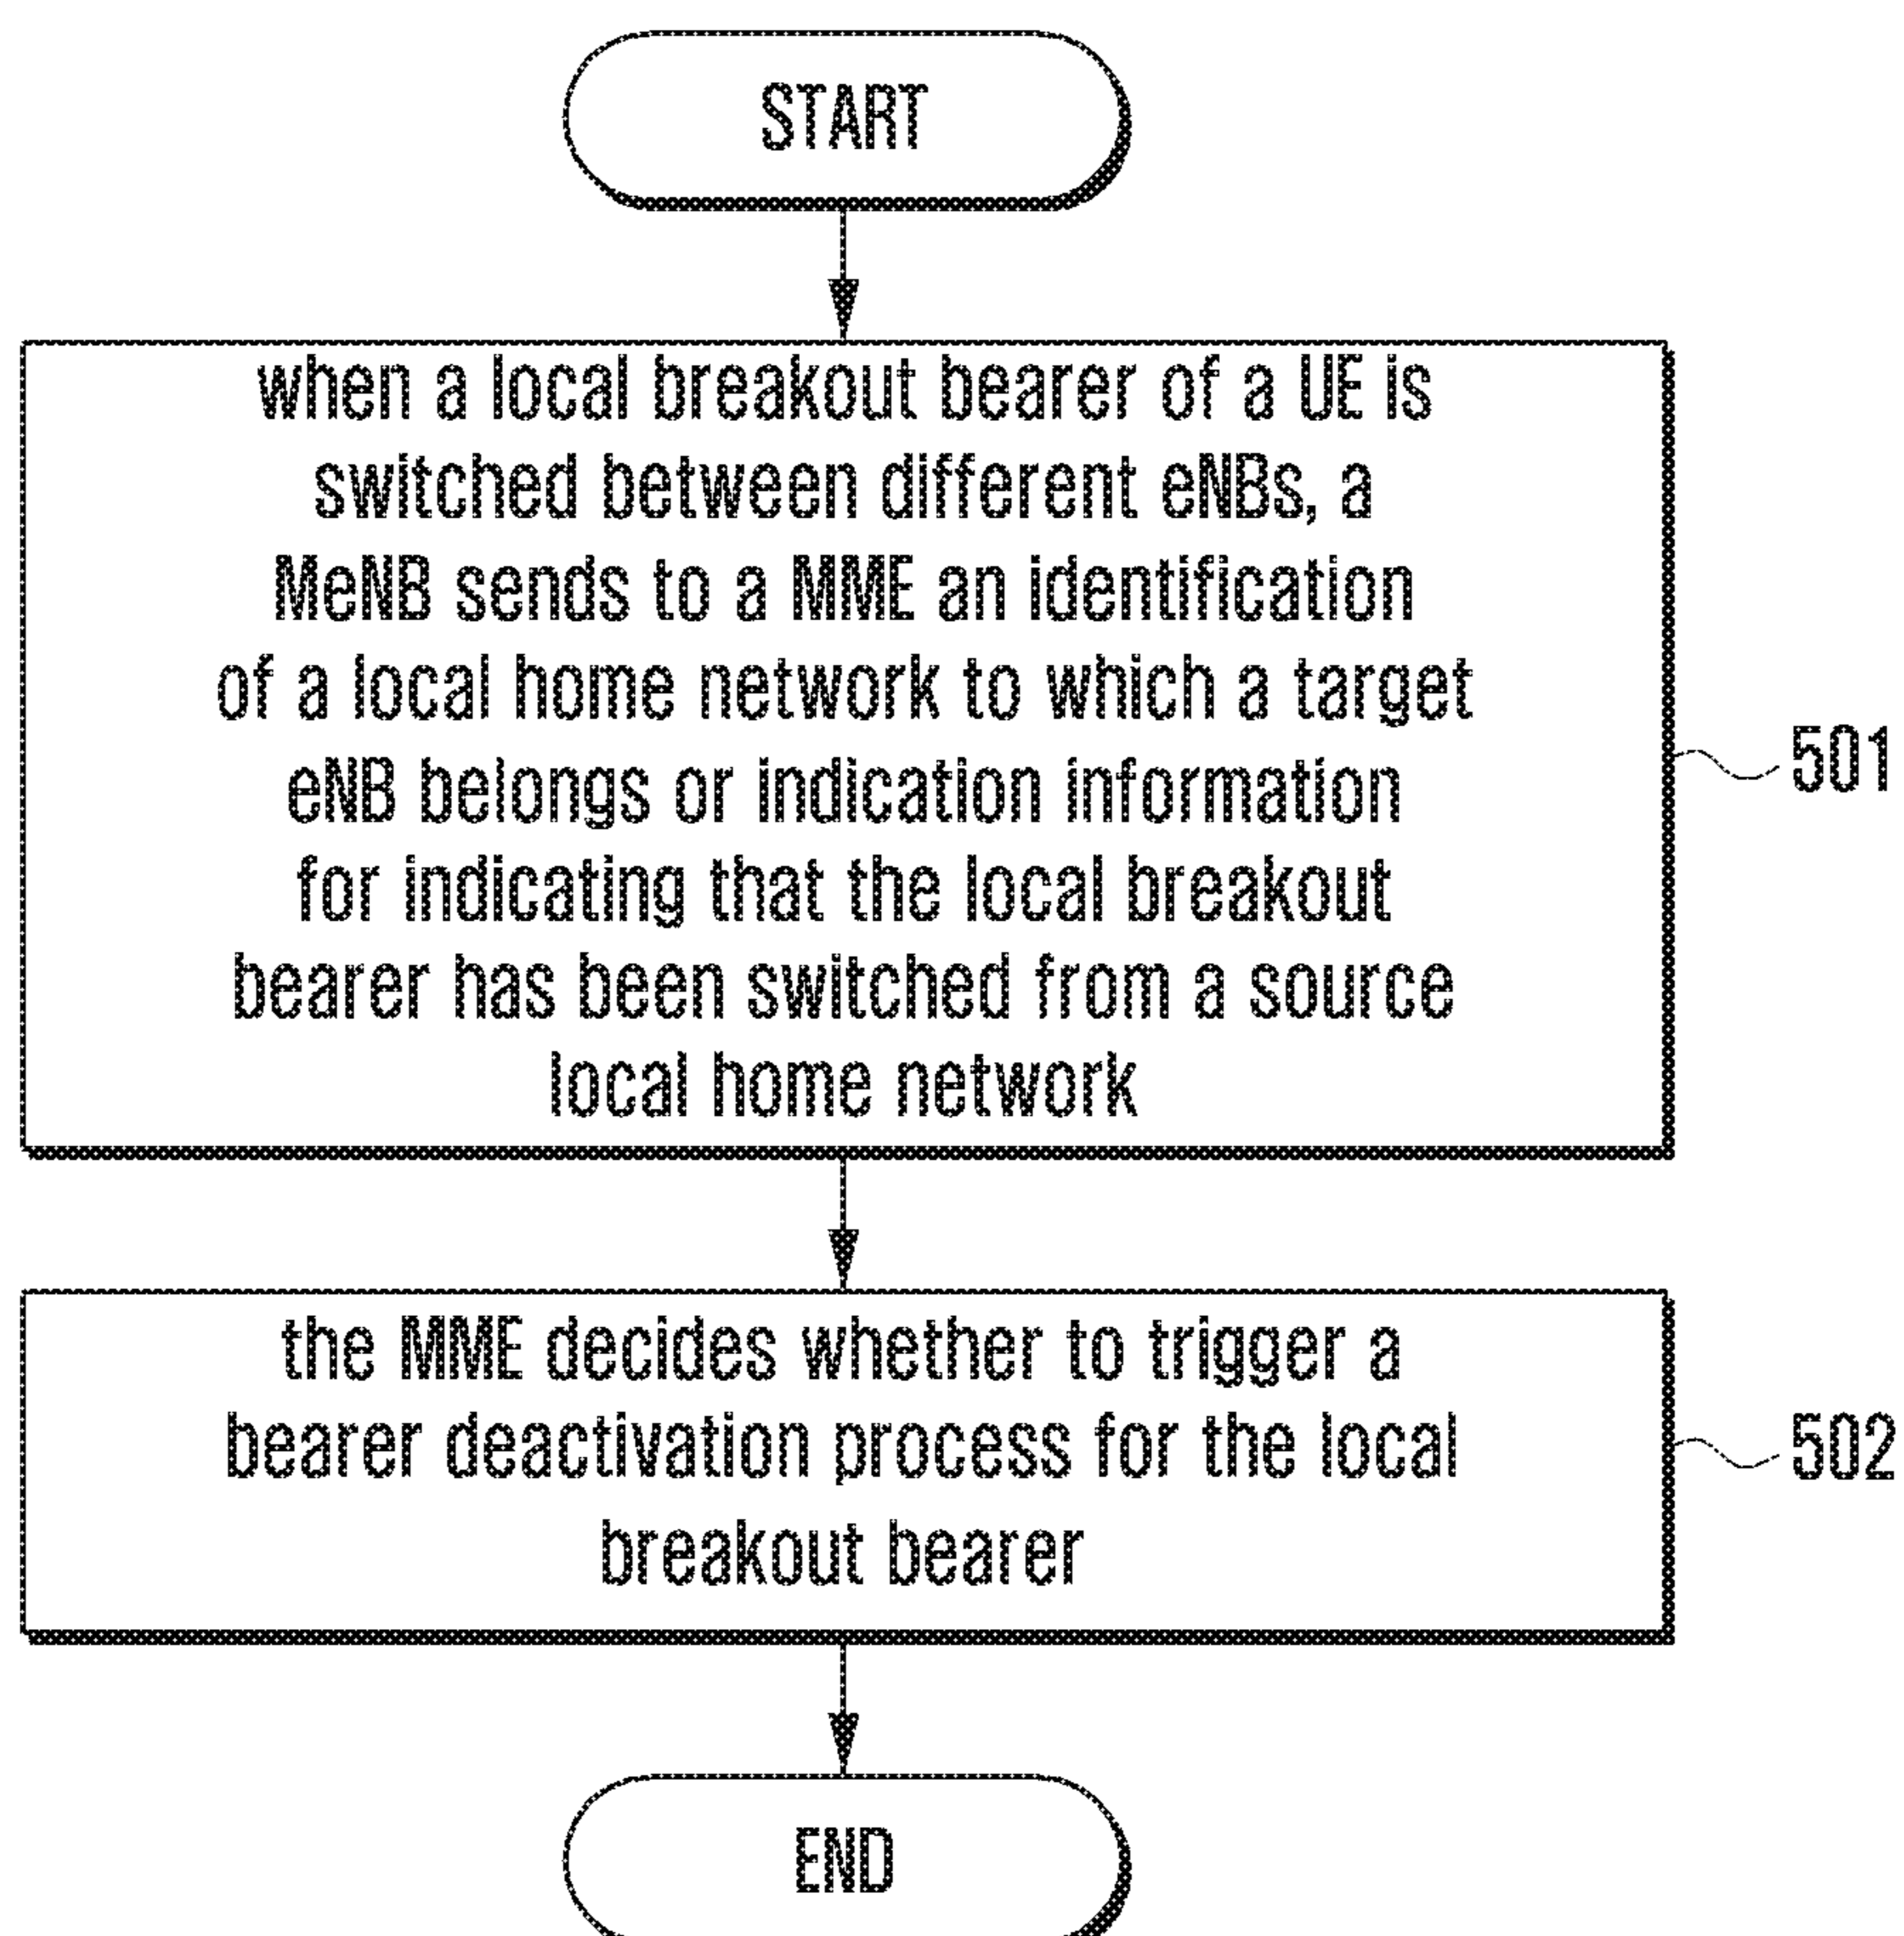 START
when a local breakout bearer of a UE is
switched between different eNBs, a
MeNB sends to a MME an identification
of a local home network to which a target
eNB belongs or indication information
for indicating that the local breakout
bearer has been switched from a source
local home network
501
the MME decides whether to trigger a
bearer deactivation process for the local
breakout bearer
502
END